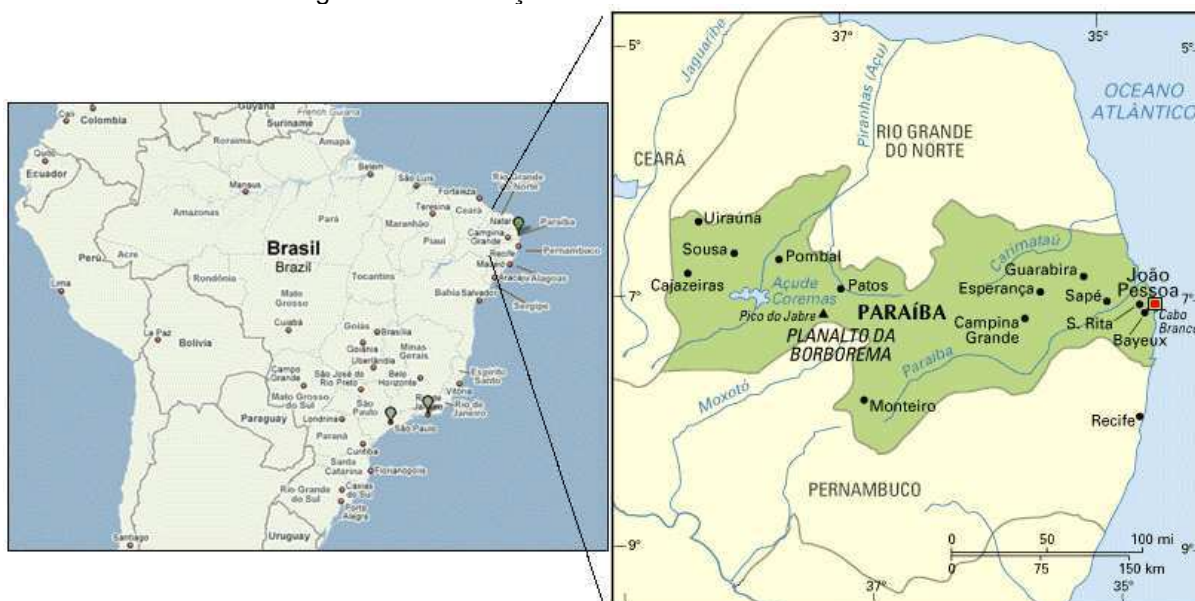 Guyana
French Guiana
Cali
Colombia
Suriname
Roraima
Amapá
Quito
Ecuador
Belem
São Luis
Manaus
Fortaleza
Rio Grande
do Norte
Amazonas
Pará
Maranhão
Teresina
Ceará
Natal
Paraíba
Campina
Grande
Piauí
Recife
Pernambuco
Brasil
Brazil
Peru
Acre
Rondônia
Tocantins
Alagoas
Sergipe
Lima
Mato
Grosso
Bahia
Salvador
Cuiabá
La Paz
Bolivia
Goiás
Brasília
Goiânia
Minas
Gerais
Uberlândia
Espírito
Santo
Campo
Grande
São José do
Rio Preto
Belo
Horizonte
Vitória
Mato Grosso
do Sul
São
Paulo
Rio de
Janeiro
Paraguay
Londrina
São Paulo
Paraná
Curitiba
Santa
Catarina
Florianópolis
Rio Grande
do Sul
Caxias
do Sul
Porto
Alegre
Uruguay
Santiago
37°
35°
5°
5°
Jaguaribe
Piranhas (Açu)
OCEANO
ATLÂNTICO
RIO GRANDE
DO NORTE
CEARÁ
Uiraúna
Sousa
Pombal
Cajazeiras
Açude
Coremas
Patos
Curimataú
Guarabira
Esperança
Sapé
João
Pessoa
7°
7°
Pico do Jabre
PARAÍBA
PLANALTO DA
BORBOREMA
Campina
Grande
S. Rita
Cabo
Branco
Bayeux
Paraíba
Moxotó
Monteiro
Recife
PERNAMBUCO
0 50 100 mi
0 75 150 km
9°
9°
37°
35°